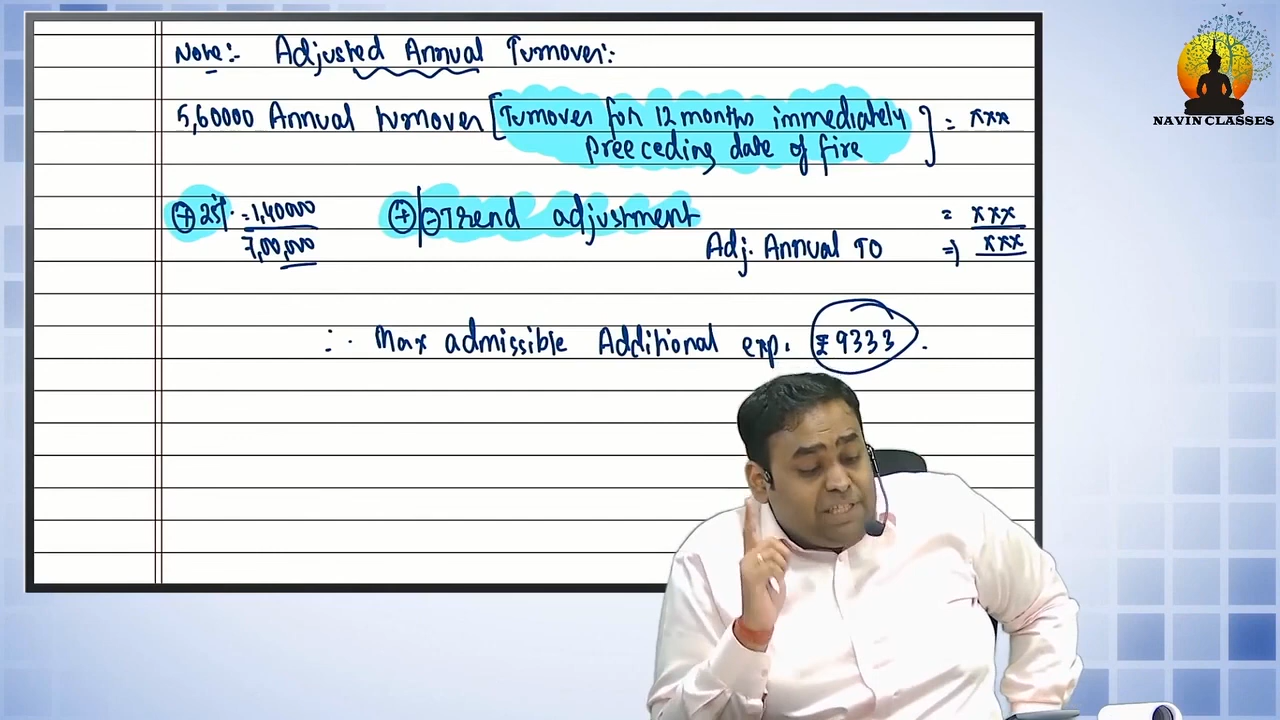 Note:- Adjusted Annual Turnover:-
5,60000 Annual turnover [Turnover for 12 months immediately
preeceding date of fire] = xxx
(+) 25% = 1,40000 (+)|(-) Trend adjustment = xxx
7,00,000 Adj. Annual TO => xxx
∴ Max admissible Additional exp. ₹9333.
NAVIN CLASSES